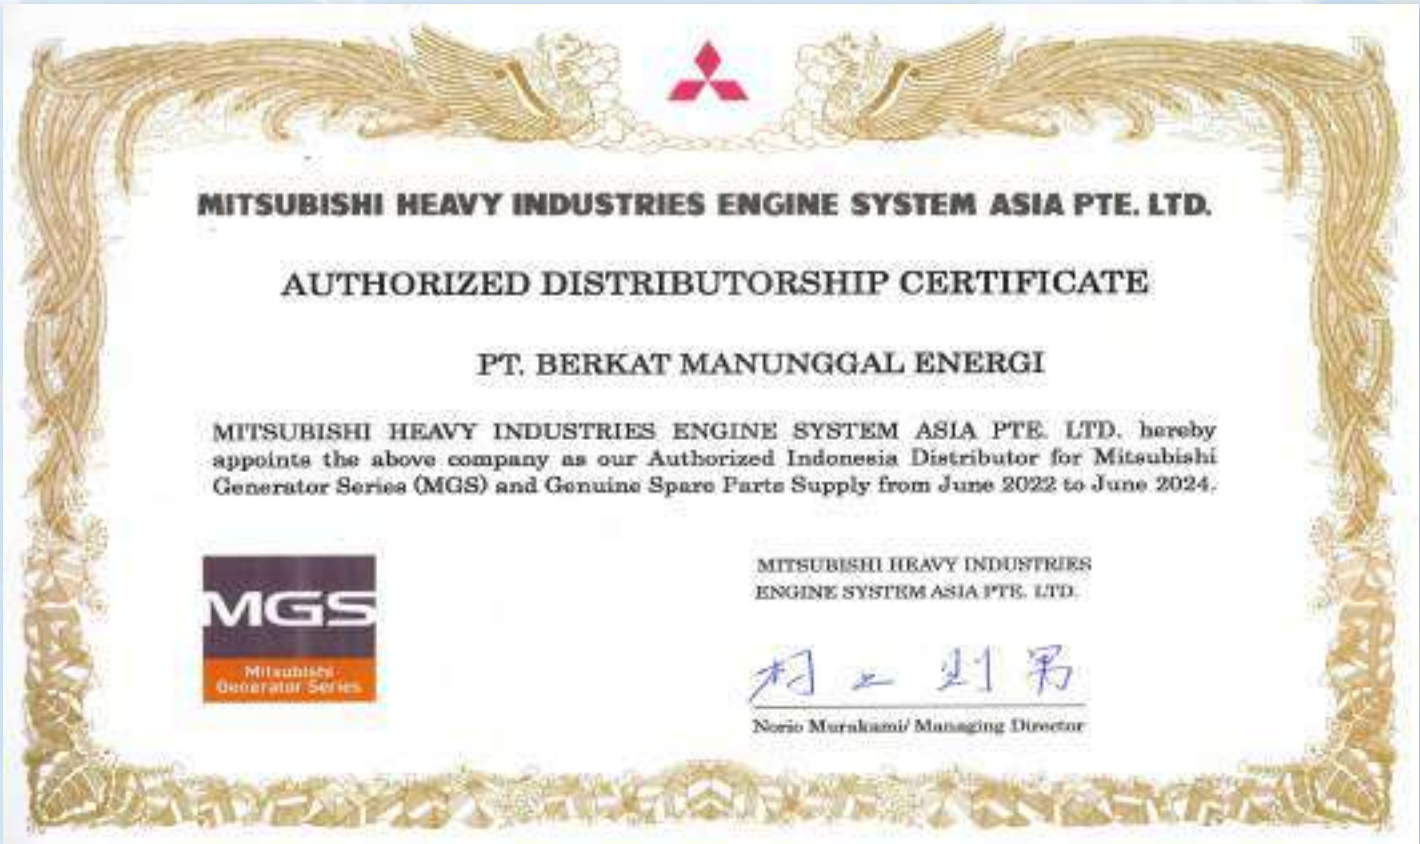 MITSUBISHI HEAVY INDUSTRIES ENGINE SYSTEM ASIA PTE. LTD.
AUTHORIZED DISTRIBUTORSHIP CERTIFICATE
PT. BERKAT MANUNGGAL ENERGI
MITSUBISHI HEAVY INDUSTRIES ENGINE SYSTEM ASIA PTE. LTD. hereby
appoints the above company as our Authorized Indonesia Distributor for Mitsubishi
Generator Series (MGS) and Genuine Spare Parts Supply from June 2022 to June 2024.
MGS
Mitsubishi
Generator Series
MITSUBISHI HEAVY INDUSTRIES
ENGINE SYSTEM ASIA PTE. LTD.
村上則男
Norio Murakami/ Managing Director